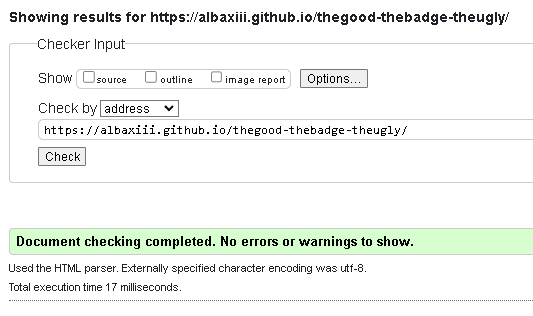 Showing results for https://albaxiii.github.io/thegood-thebadge-theugly/
Checker Input
Show source outline image report Options...
Check by address
https://albaxiii.github.io/thegood-thebadge-theugly/
Check
Document checking completed. No errors or warnings to show.
Used the HTML parser. Externally specified character encoding was utf-8.
Total execution time 17 milliseconds.